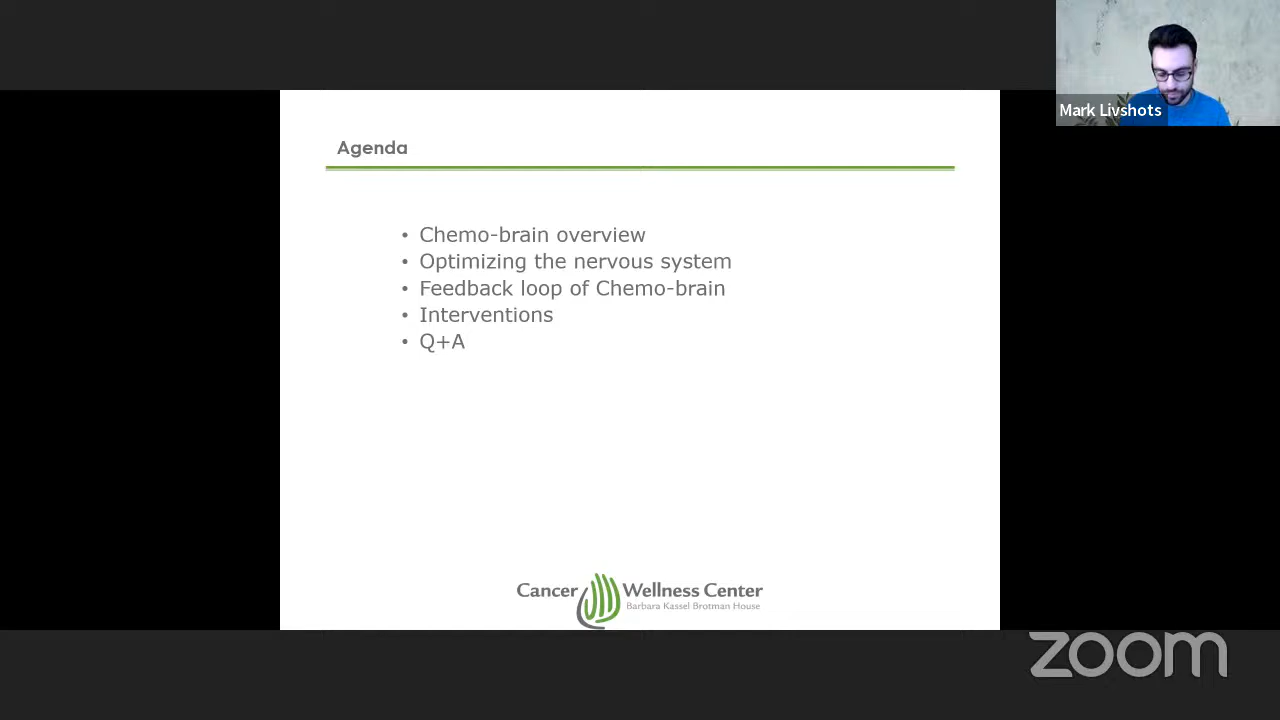 Mark Livshots
Agenda
• Chemo-brain overview
• Optimizing the nervous system
• Feedback loop of Chemo-brain
• Interventions
• Q+A
Cancer Wellness Center
Barbara Kassel Brotman House
zoom